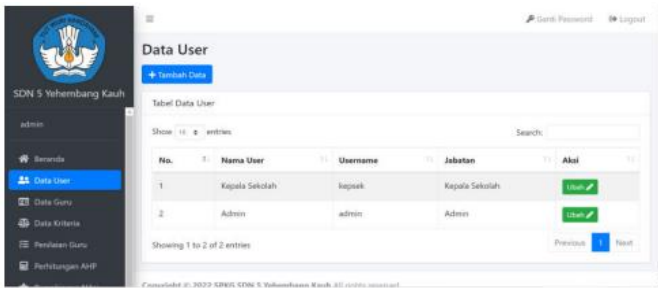 Ganti Password Logout
Data User
+ Tambah Data
SDN 5 Yehembang Kauh
Tabel Data User
admin
Show 10 entries Search:
Beranda
No. Nama User Username Jabatan Aksi
Data User
1 Kepala Sekolah kepsek Kepala Sekolah Ubah
Data Guru
2 Admin admin Admin Ubah
Data Kriteria
Showing 1 to 2 of 2 entries Previous 1 Next
Penilaian Guru
Perhitungan AHP
Copyright © 2022 SPKG SDN 5 Yehembang Kauh All rights reserved.